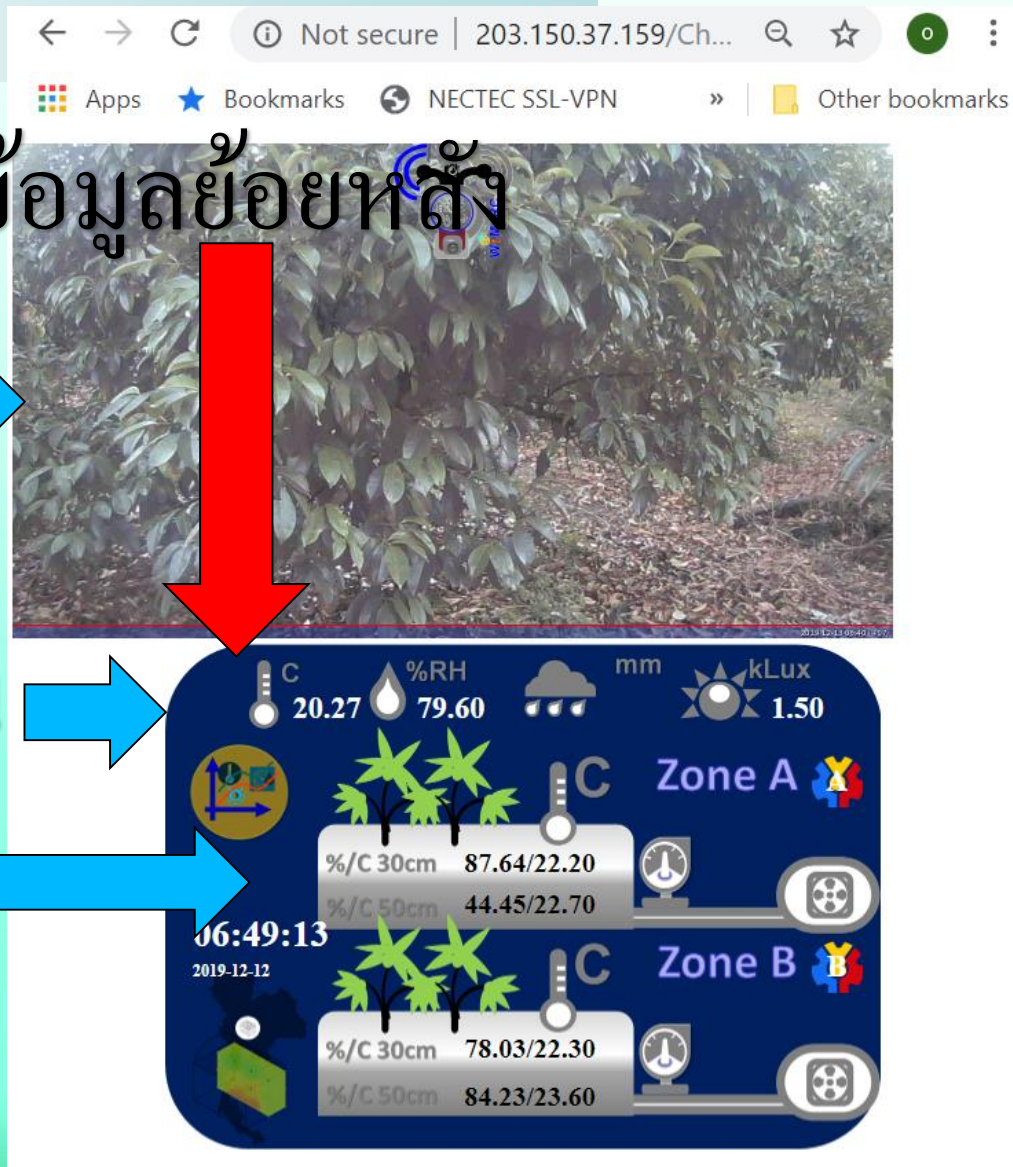 Not secure | 203.150.37.159/Ch...
Apps Bookmarks NECTEC SSL-VPN » Other bookmarks
ข้อมูลย้อยหลัง
C %RH mm kLux
20.27 79.60 1.50
C Zone A A
%/C 30cm 87.64/22.20
%/C 50cm 44.45/22.70
06:49:13
2019-12-12
C Zone B B
%/C 30cm 78.03/22.30
%/C 50cm 84.23/23.60